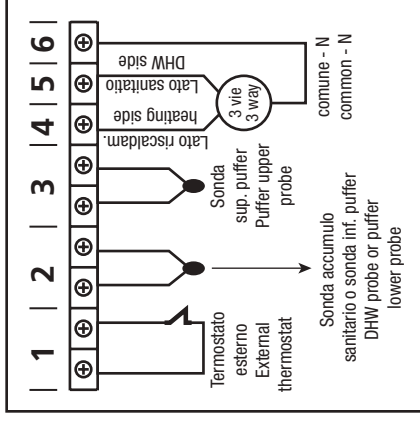 1
2
3
4
5
6
Termostato
esterno
External
thermostat
Sonda accumulo
sanitario o sonda inf. puffer
DHW probe or puffer
lower probe
Sonda
sup. puffer
Puffer upper
probe
Lato riscaldam.
heating side
Lato sanitatio
DHW side
3 vie
3 way
comune - N
common - N